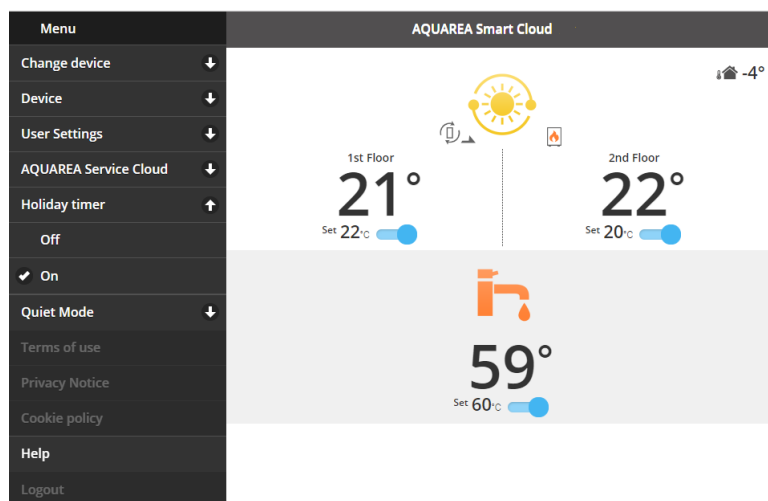 Menu
AQUAREA Smart Cloud
Change device
-4°
Device
User Settings
AQUAREA Service Cloud
Holiday timer
Off
On
Quiet Mode
Terms of use
Privacy Notice
Cookie policy
Help
Logout
1st Floor
21°
Set 22°C
2nd Floor
22°
Set 20°C
59°
Set 60°C